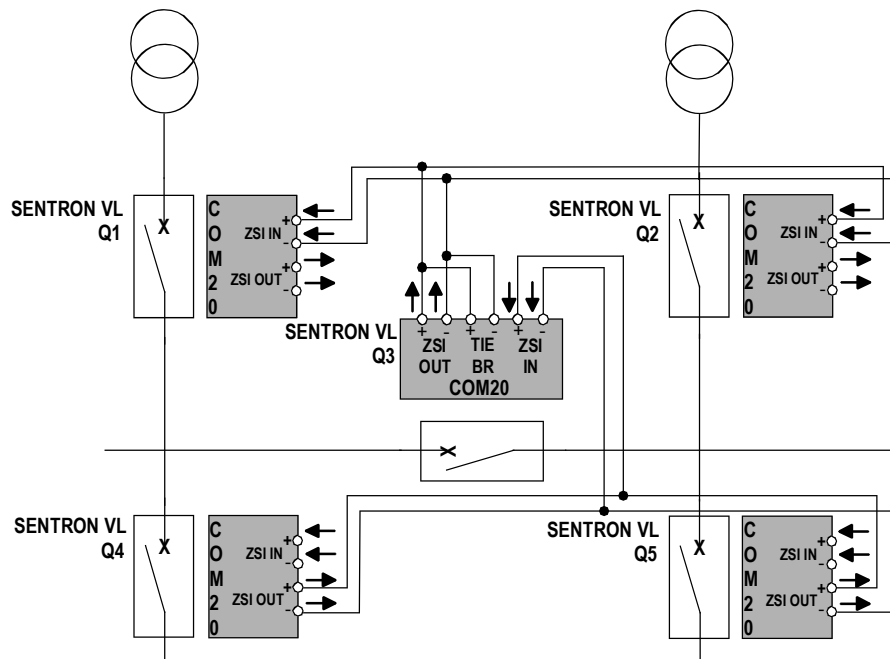 SENTRON VL
Q1
C
O
M
2
0
+
ZSI IN
-
+
ZSI OUT
-
SENTRON VL
Q2
C
O
M
2
0
+
ZSI IN
-
+
ZSI OUT
-
SENTRON VL
Q3
+ - + - + -
ZSI TIE ZSI
OUT BR IN
COM20
X
X
X
SENTRON VL
Q4
X
C
O
M
2
0
+
ZSI IN
-
+
ZSI OUT
-
SENTRON VL
Q5
X
C
O
M
2
0
+
ZSI IN
-
+
ZSI OUT
-